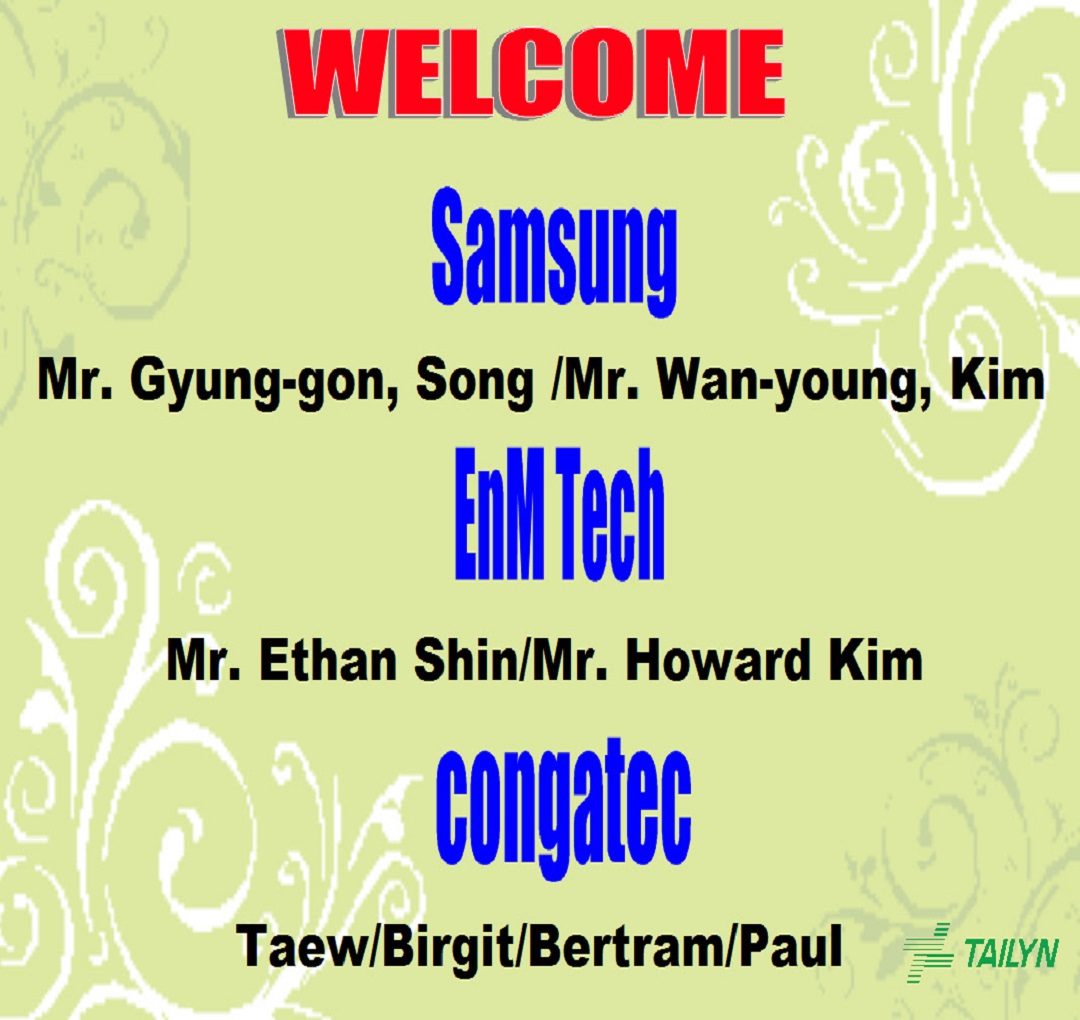 WELCOME
Samsung
Mr. Gyung-gon, Song /Mr. Wan-young, Kim
EnM Tech
Mr. Ethan Shin/Mr. Howard Kim
congatec
Taew/Birgit/Bertram/Paul
TAILYN